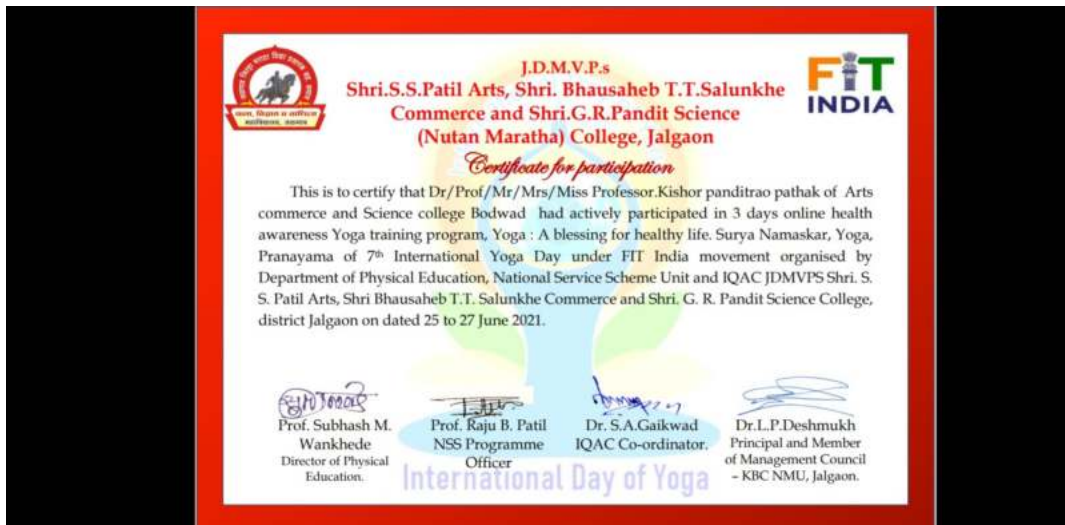 J.D.M.V.P.s
Shri.S.S.Patil Arts, Shri. Bhausaheb T.T.Salunkhe
Commerce and Shri.G.R.Pandit Science
(Nutan Maratha) College, Jalgaon
FIT
INDIA
Certificate for participation
This is to certify that Dr/Prof/Mr/Mrs/Miss Professor.Kishor panditrao pathak of Arts
commerce and Science college Bodwad had actively participated in 3 days online health
awareness Yoga training program, Yoga : A blessing for healthy life. Surya Namaskar, Yoga,
Pranayama of 7th International Yoga Day under FIT India movement organised by
Department of Physical Education, National Service Scheme Unit and IQAC JDMVPS Shri. S.
S. Patil Arts, Shri Bhausaheb T.T. Salunkhe Commerce and Shri. G. R. Pandit Science College,
district Jalgaon on dated 25 to 27 June 2021.
Prof. Subhash M.
Wankhede
Director of Physical
Education.
Prof. Raju B. Patil
NSS Programme
Officer
Dr. S.A.Gaikwad
IQAC Co-ordinator.
Dr.L.P.Deshmukh
Principal and Member
of Management Council
– KBC NMU, Jalgaon.
International Day of Yoga